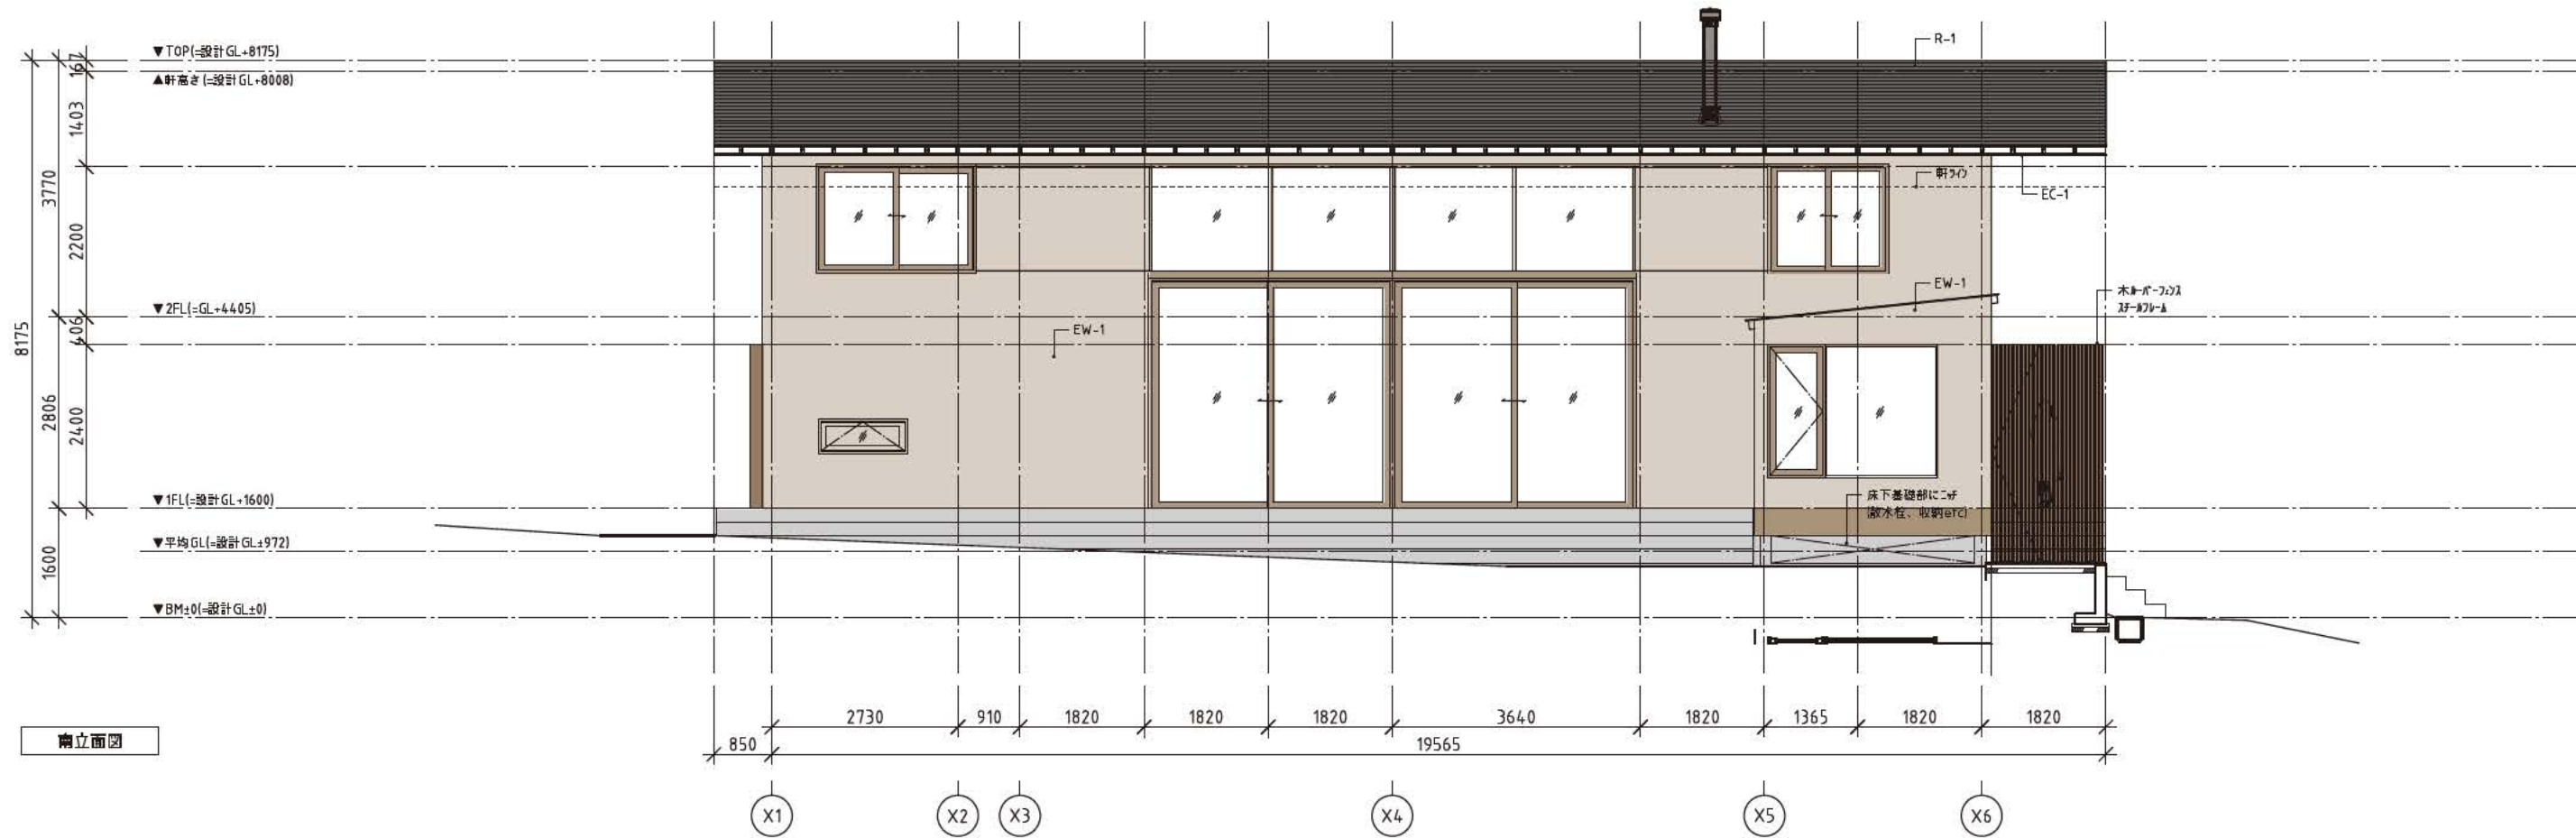 ▼TOP(=設計GL+8175)
▲軒高さ(=設計GL+8008)
▼2FL(=GL+4405)
▼1FL(=設計GL+1600)
▼平均GL(=設計GL±972)
▼BM±0(=設計GL±0)
8175
3770
2806
1600
167
1403
2200
406
2400
R-1
軒ライン
EC-1
EW-1
EW-1
木ルーバーフェンス
スチールフレーム
床下基礎部にニッチ
(散水栓、収納etc)
2730
910
1820
1820
1820
3640
1820
1365
1820
1820
850
19565
南立面図
X1
X2
X3
X4
X5
X6